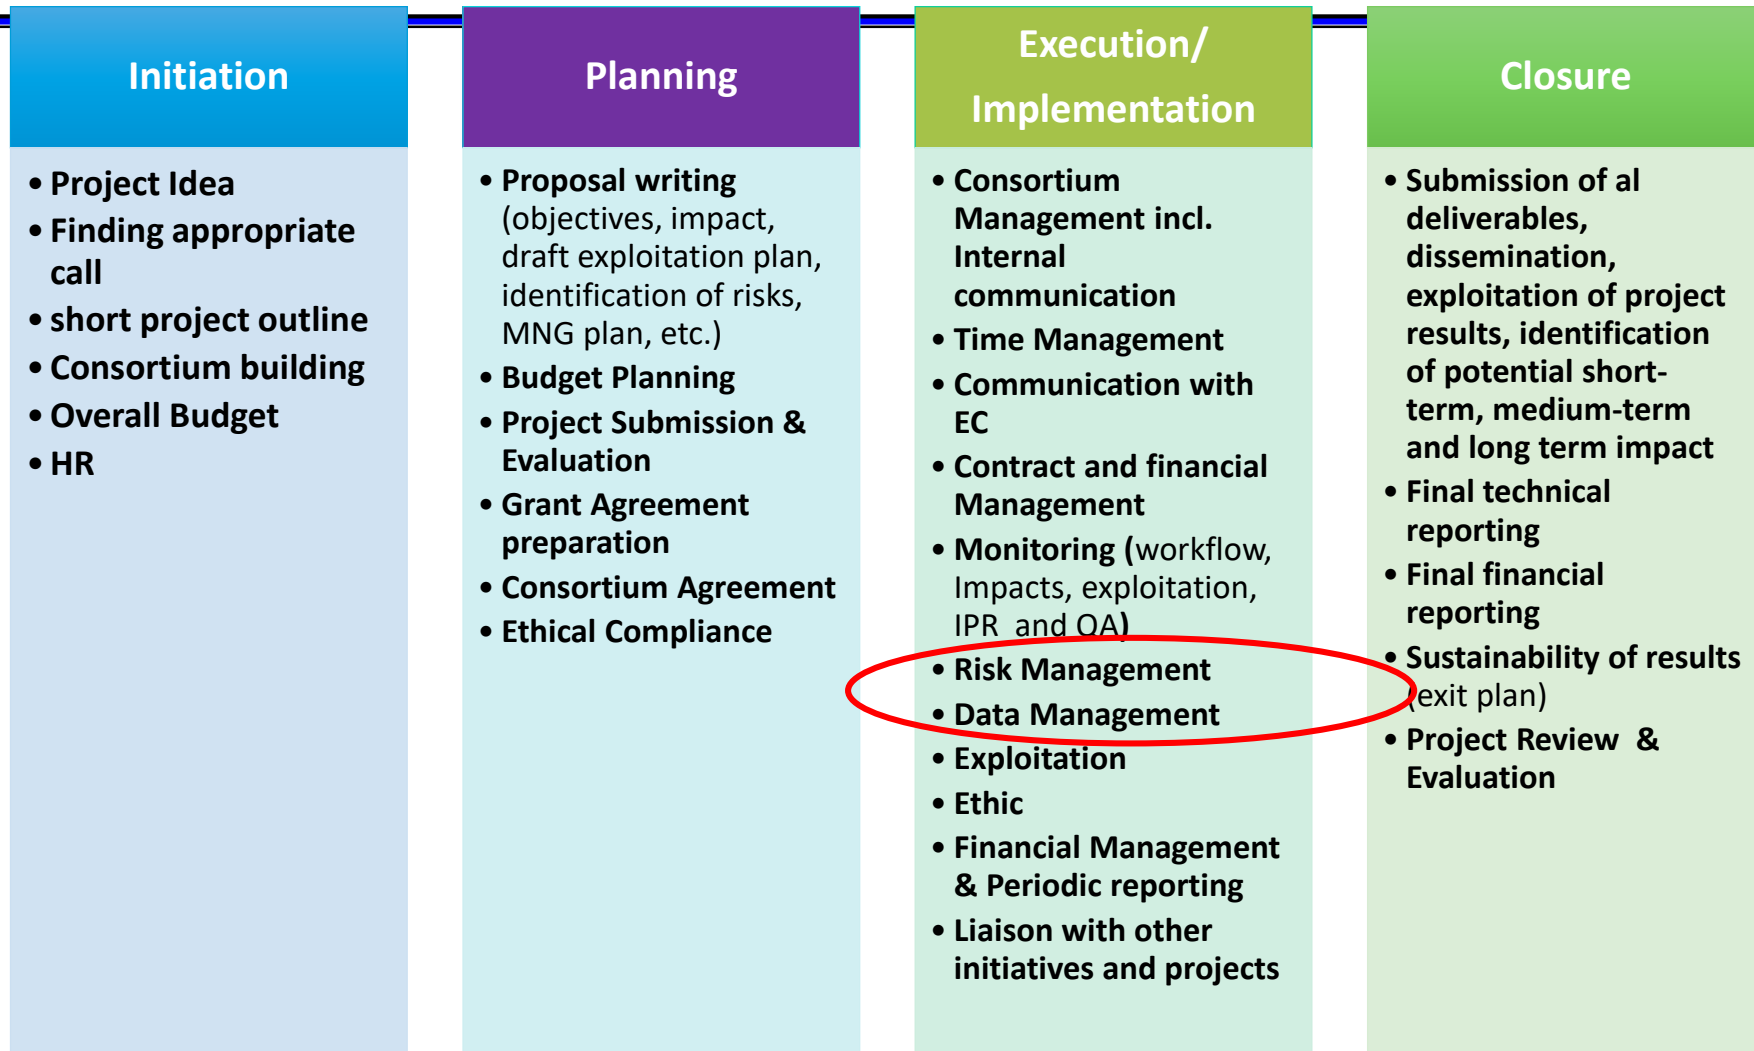 Initiation
• Project Idea
• Finding appropriate
call
• short project outline
• Consortium building
• Overall Budget
• HR
Planning
• Proposal writing
(objectives, impact,
draft exploitation plan,
identification of risks,
MNG plan, etc.)
• Budget Planning
• Project Submission &
Evaluation
• Grant Agreement
preparation
• Consortium Agreement
• Ethical Compliance
Execution/
Implementation
• Consortium
Management incl.
Internal
communication
• Time Management
• Communication with
EC
• Contract and financial
Management
• Monitoring (workflow,
Impacts, exploitation,
IPR and QA)
• Risk Management
• Data Management
• Exploitation
• Ethic
• Financial Management
& Periodic reporting
• Liaison with other
initiatives and projects
Closure
• Submission of al
deliverables,
dissemination,
exploitation of project
results, identification
of potential short-
term, medium-term
and long term impact
• Final technical
reporting
• Final financial
reporting
• Sustainability of results
(exit plan)
• Project Review &
Evaluation